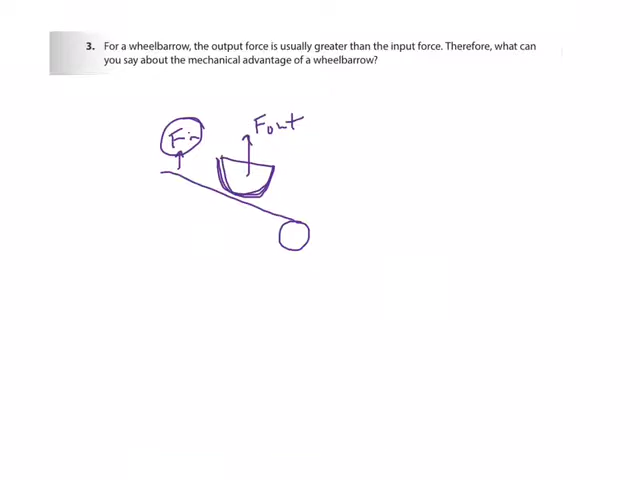 3. For a wheelbarrow, the output force is usually greater than the input force. Therefore, what can
you say about the mechanical advantage of a wheelbarrow?
Fin
Fout